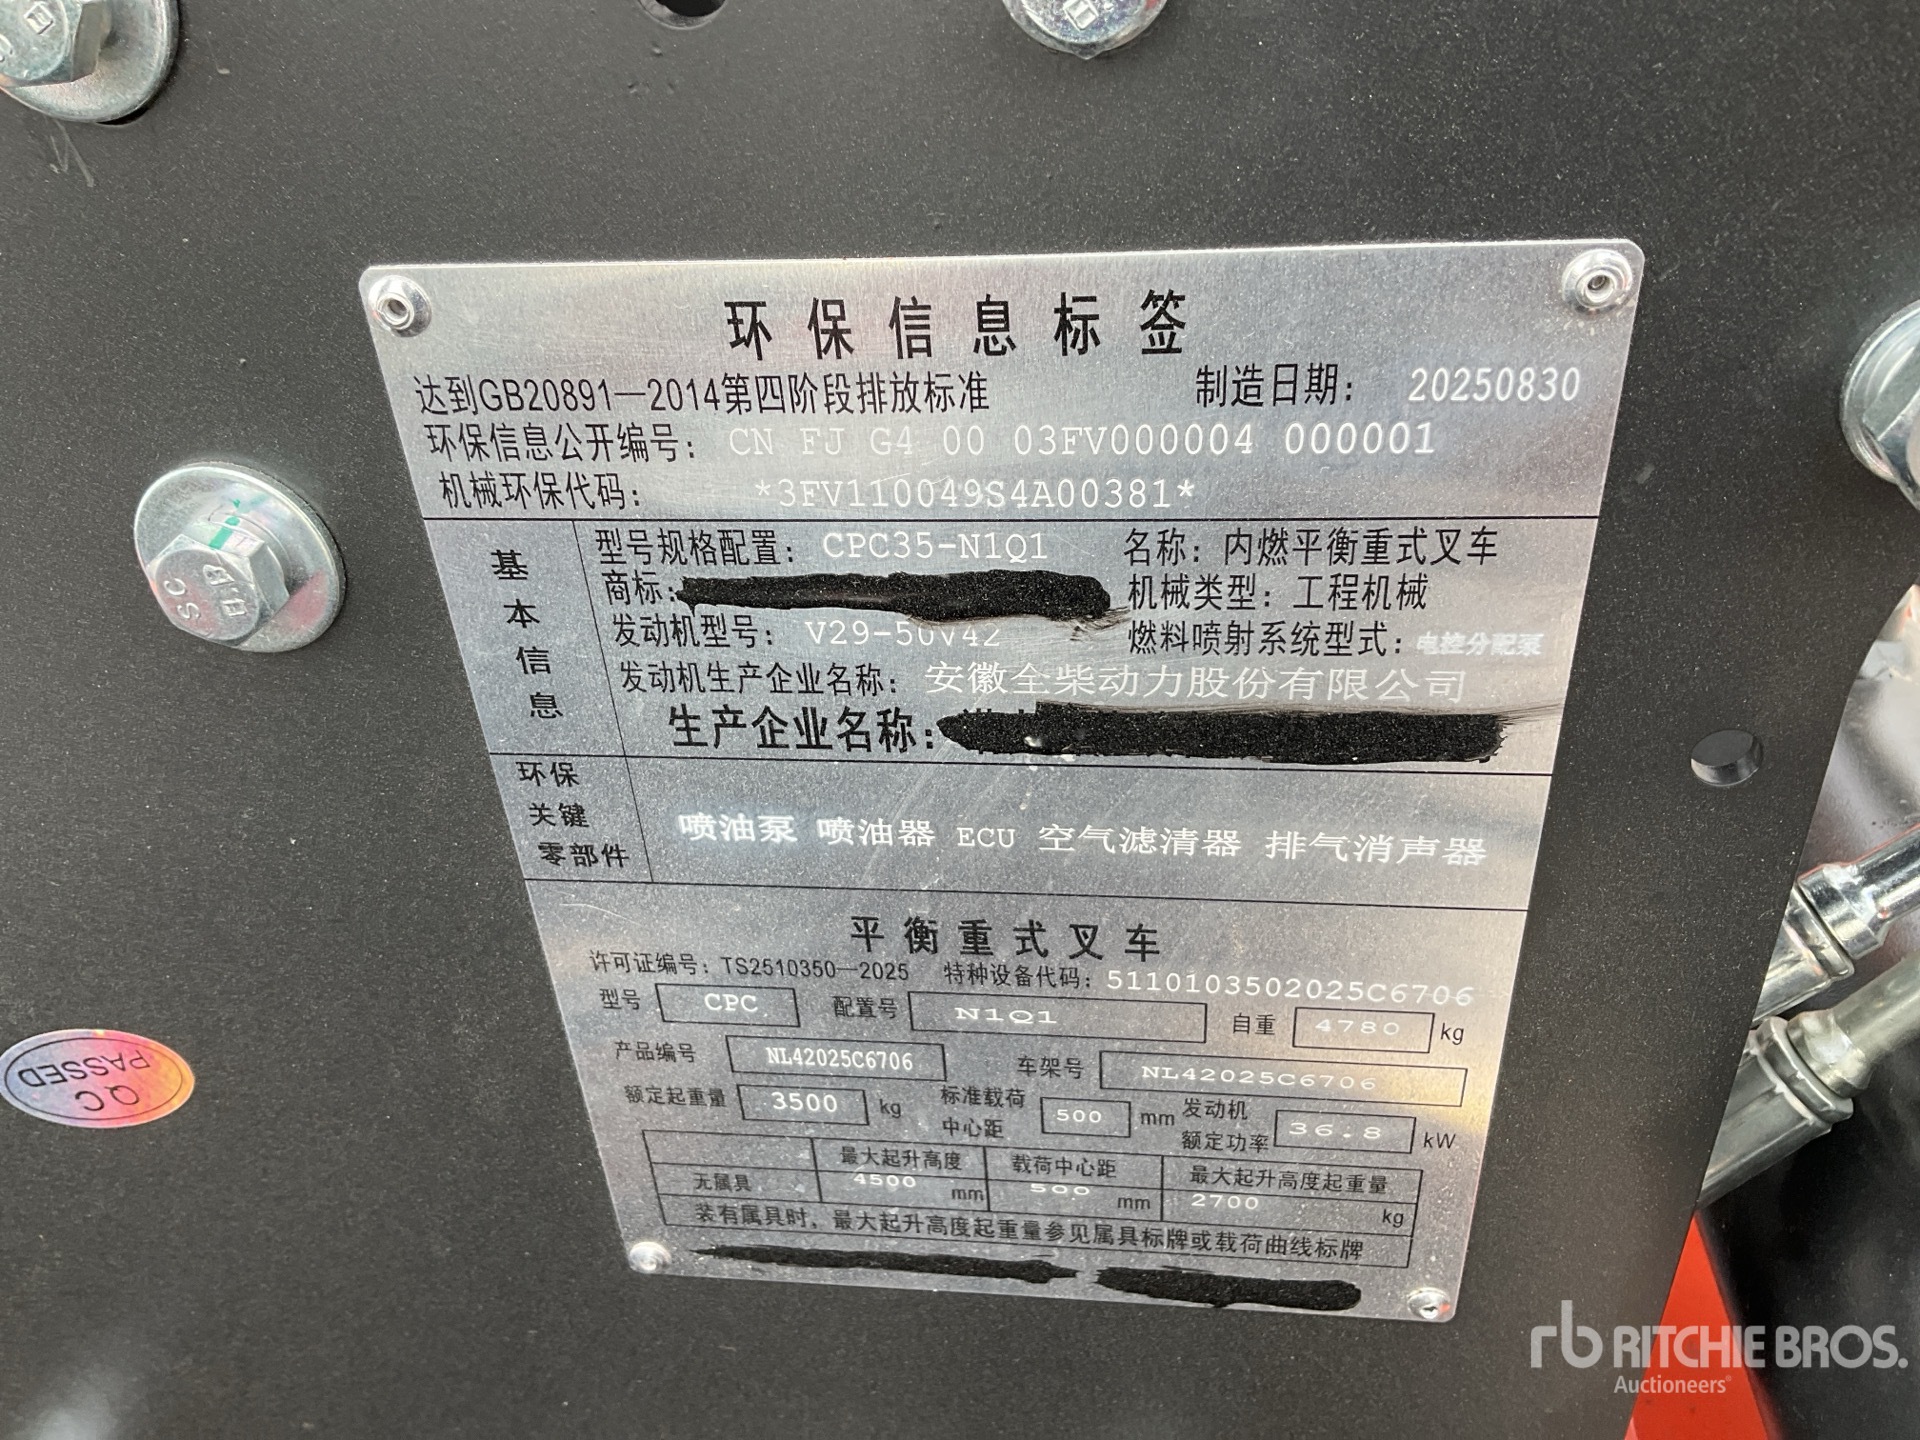 环保信息标签
达到GB20891—2014第四阶段排放标准 制造日期: 20250830
环保信息公开编号: CN FJ G4 00 03FV000004 000001
机械环保代码: *3FV110049S4A00381*
基本信息
型号规格配置: CPC35-N1Q1 名称: 内燃平衡重式叉车
商标: 机械类型: 工程机械
发动机型号: V29-50V42 燃料喷射系统型式: 电控分配泵
发动机生产企业名称: 安徽全柴动力股份有限公司
生产企业名称:
环保关键零部件 喷油泵 喷油器 ECU 空气滤清器 排气消声器
平衡重式叉车
许可证编号: TS2510350—2025 特种设备代码: 5110103502025C6706
型号 CPC 配置号 N1Q1 自重 4780 kg
产品编号 NL42025C6706 车架号 NL42025C6706
额定起重量 3500 kg 标准载荷中心距 500 mm 发动机额定功率 36.8 kW
最大起升高度 载荷中心距 最大起升高度起重量
无属具 4500 mm 500 mm 2700 kg
装有属具时，最大起升高度起重量参见属具标牌或载荷曲线标牌
QC PASSED
SC
8.8
rb RITCHIE BROS.
Auctioneers